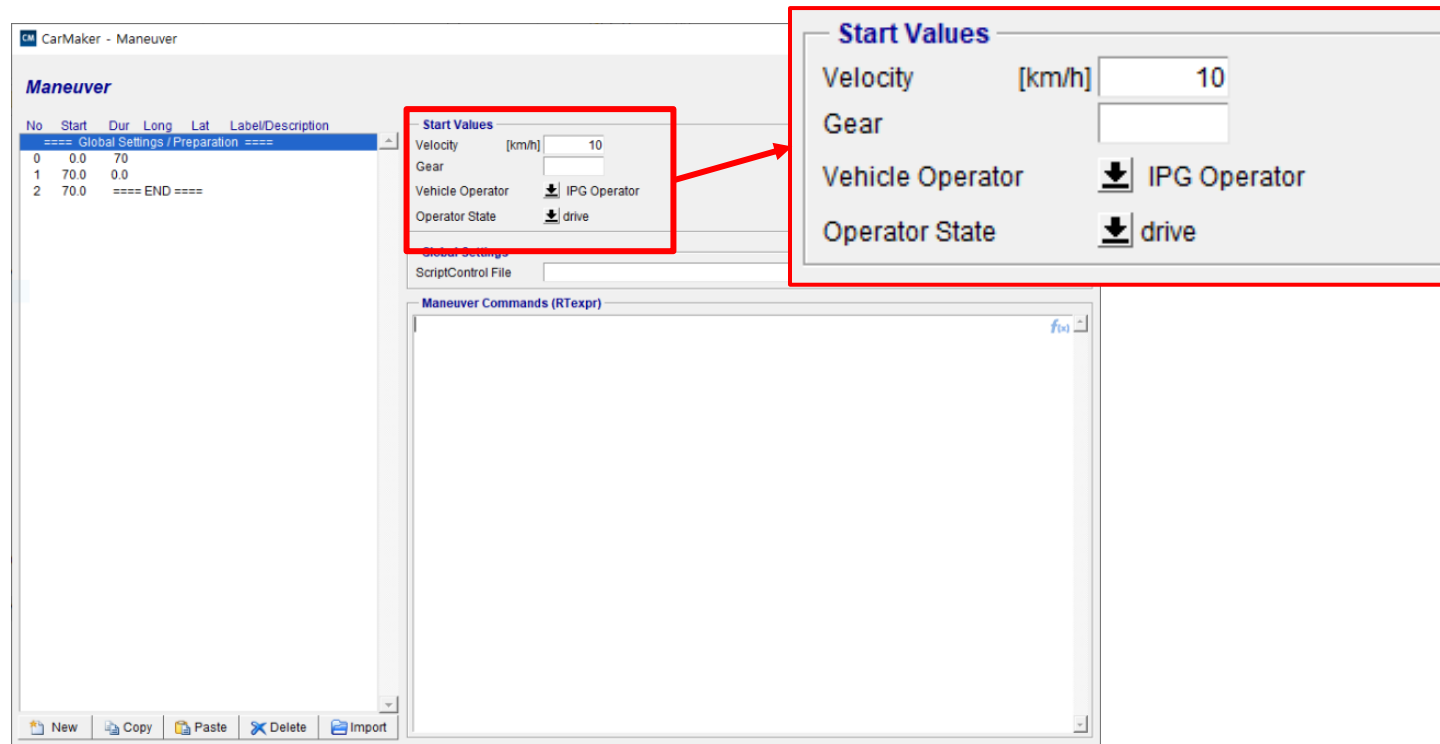 CM CarMaker - Maneuver
Maneuver
No Start Dur Long Lat Label/Description
==== Global Settings / Preparation ====
0 0.0 70
1 70.0 0.0
2 70.0 ==== END ====
New Copy Paste Delete Import
Start Values
Velocity [km/h] 10
Gear
Vehicle Operator IPG Operator
Operator State drive
Global Settings
ScriptControl File
Maneuver Commands (RTexpr)
f(x)
Start Values
Velocity [km/h] 10
Gear
Vehicle Operator IPG Operator
Operator State drive